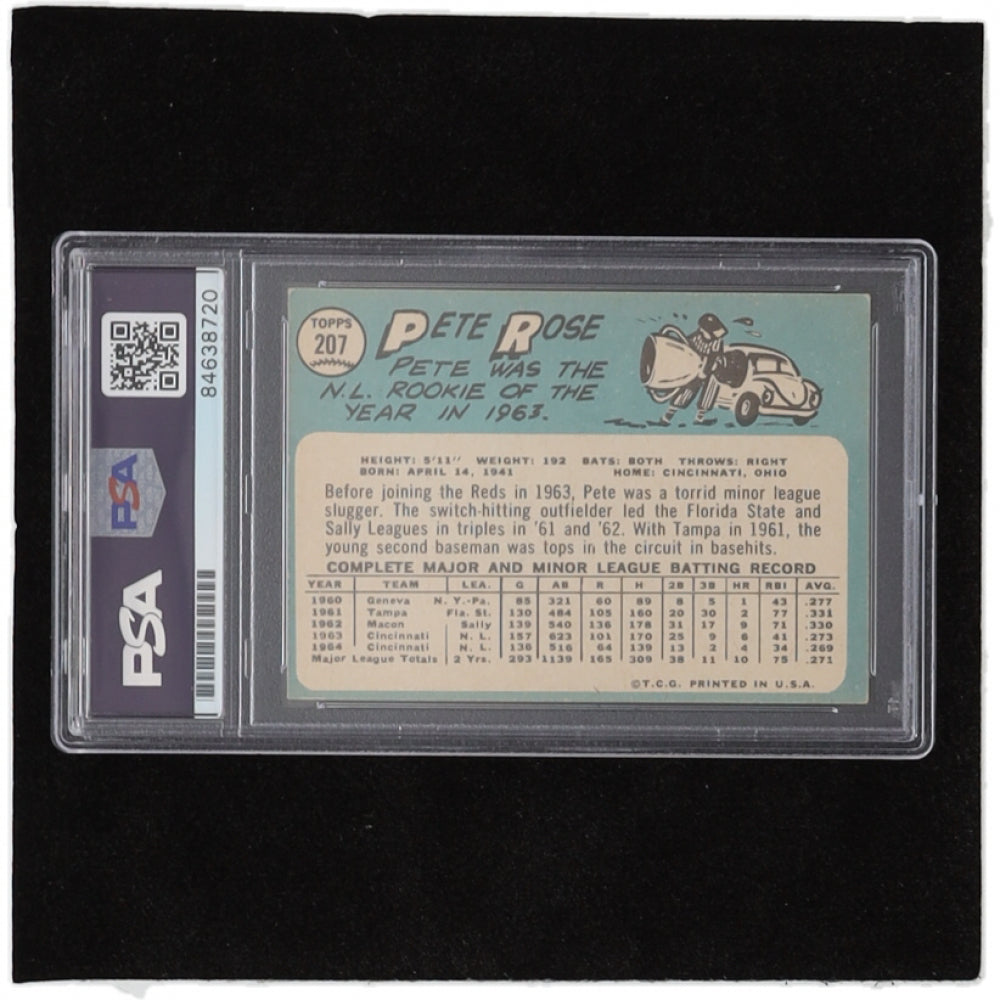 84638720
PSA
PSA
TOPPS
207
PETE ROSE
PETE WAS THE
N.L. ROOKIE OF THE
YEAR IN 1963.
HEIGHT: 5'11" WEIGHT: 192 BATS: BOTH THROWS: RIGHT
BORN: APRIL 14, 1941 HOME: CINCINNATI, OHIO
Before joining the Reds in 1963, Pete was a torrid minor league
slugger. The switch-hitting outfielder led the Florida State and
Sally Leagues in triples in '61 and '62. With Tampa in 1961, the
young second baseman was tops in the circuit in basehits.
COMPLETE MAJOR AND MINOR LEAGUE BATTING RECORD
YEAR TEAM LEA. G AB R H 2B 3B HR RBI AVG.
1960 Geneva N. Y.-Pa. 85 321 60 89 8 5 1 43 .277
1961 Tampa Fla. St. 130 484 105 160 20 30 2 77 .331
1962 Macon Sally 139 540 136 178 31 17 9 71 .330
1963 Cincinnati N. L. 157 623 101 170 25 9 6 41 .273
1964 Cincinnati N. L. 136 516 64 139 13 2 4 34 .269
Major League Totals 2 Yrs. 293 1139 165 309 38 11 10 75 .271
©T.C.G. PRINTED IN U.S.A.